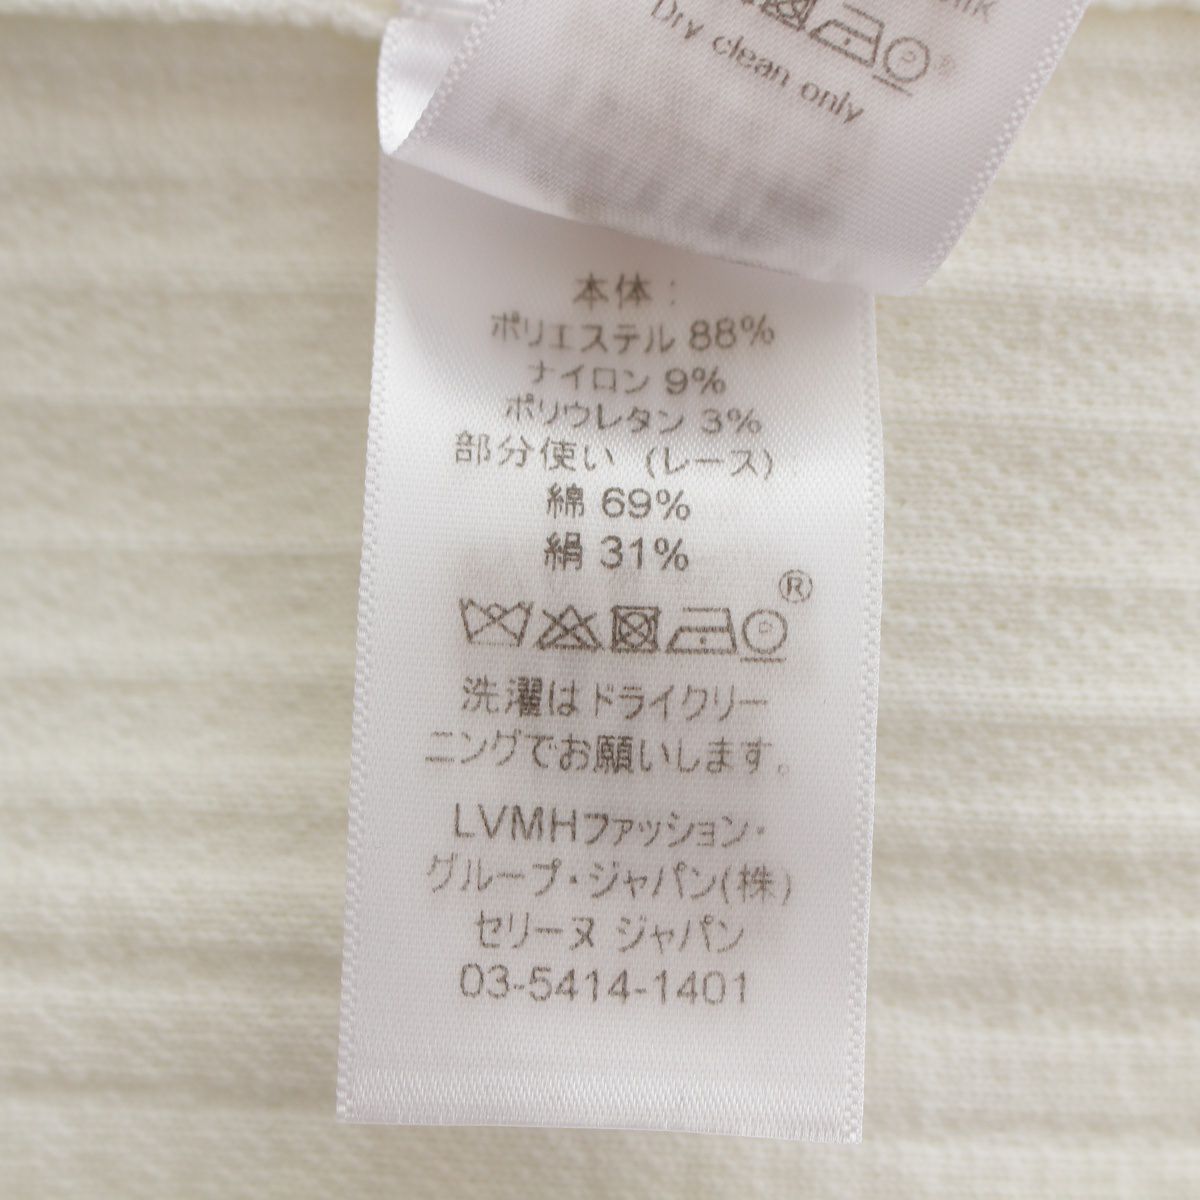 Dry clean only
本体：
ポリエステル 88%
ナイロン 9%
ポリウレタン 3%
部分使い (レース)
綿 69%
絹 31%
P
®
洗濯はドライクリー
ニングでお願いします。
LVMHファッション・
グループ・ジャパン(株)
セリーヌ ジャパン
03-5414-1401